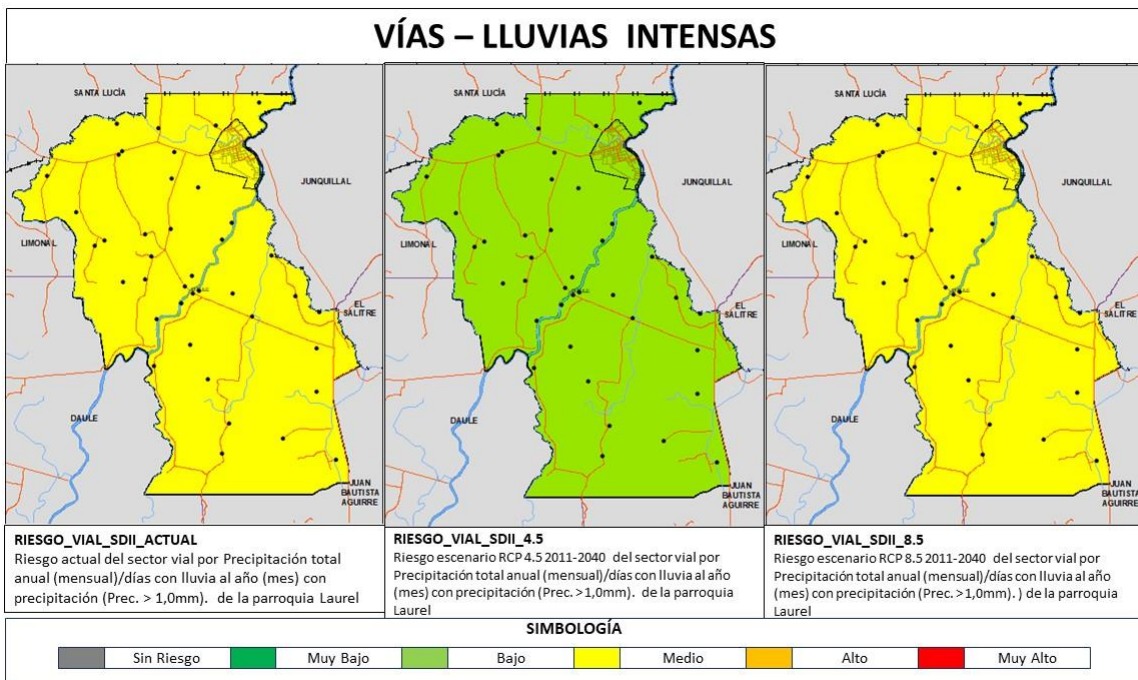 VÍAS – LLUVIAS INTENSAS
SANTA LUCÍA
JUNQUILLAL
LIMONAL
EL
SALITRE
DAULE
JUAN
BAUTISTA
AGUIRRE
SANTA LUCÍA
JUNQUILLAL
LIMONAL
EL
SALITRE
DAULE
JUAN
BAUTISTA
AGUIRRE
SANTA LUCÍA
JUNQUILLAL
LIMONAL
EL
SALITRE
DAULE
JUAN
BAUTISTA
AGUIRRE
RIESGO_VIAL_SDII_ACTUAL
Riesgo actual del sector vial por Precipitación total
anual (mensual)/días con lluvia al año (mes) con
precipitación (Prec. > 1,0mm). de la parroquia Laurel
RIESGO_VIAL_SDII_4.5
Riesgo escenario RCP 4.5 2011-2040 del sector vial por
Precipitación total anual (mensual)/días con lluvia al año
(mes) con precipitación (Prec. >1,0mm). de la parroquia
Laurel
RIESGO_VIAL_SDII_8.5
Riesgo escenario RCP 8.5 2011-2040 del sector vial por
Precipitación total anual (mensual)/días con lluvia al año
(mes) con precipitación (Prec. >1,0mm). ) de la parroquia
Laurel
SIMBOLOGÍA
Sin Riesgo Muy Bajo Bajo Medio Alto Muy Alto